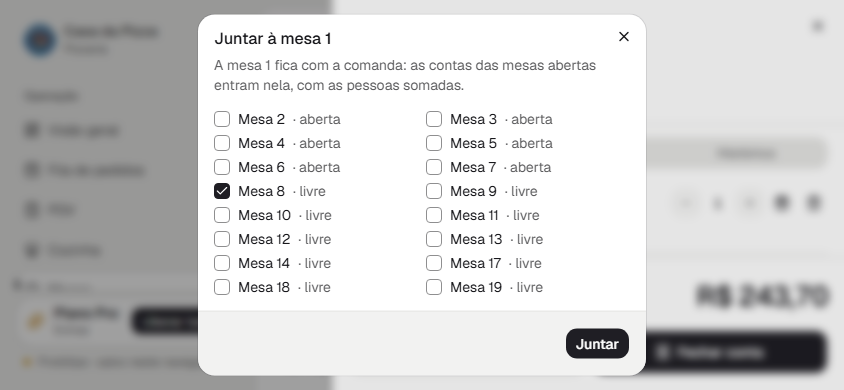 Juntar à mesa 1
A mesa 1 fica com a comanda: as contas das mesas abertas
entram nela, com as pessoas somadas.
Mesa 2 · aberta
Mesa 3 · aberta
Mesa 4 · aberta
Mesa 5 · aberta
Mesa 6 · aberta
Mesa 7 · aberta
Mesa 8 · livre
Mesa 9 · livre
Mesa 10 · livre
Mesa 11 · livre
Mesa 12 · livre
Mesa 13 · livre
Mesa 14 · livre
Mesa 17 · livre
Mesa 18 · livre
Mesa 19 · livre
R$ 243,70
Juntar